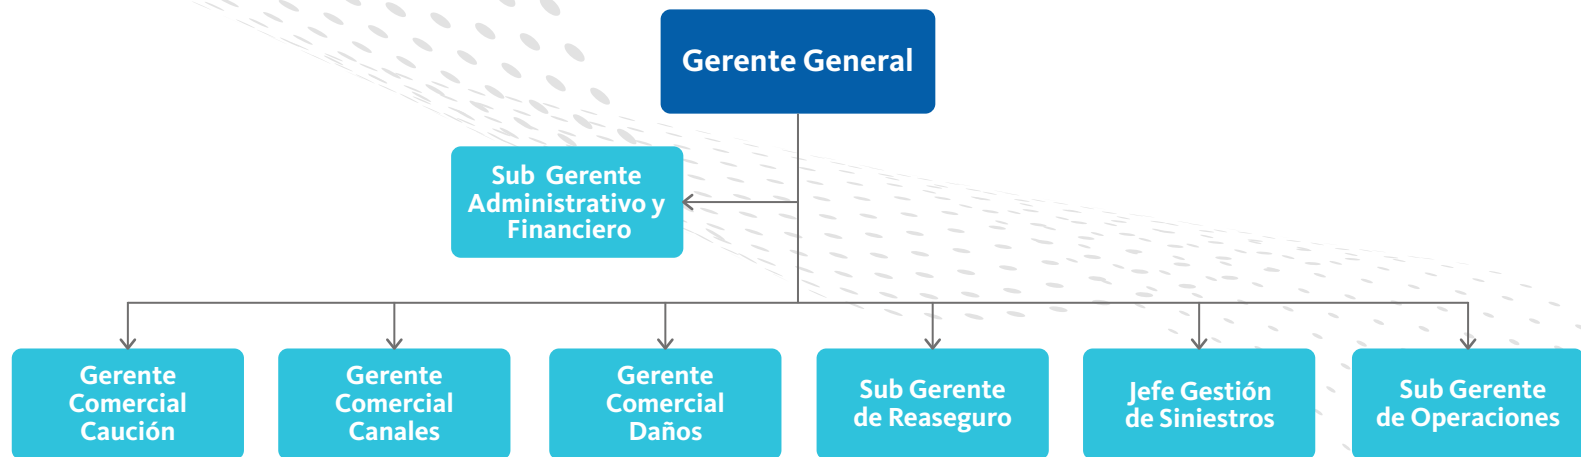 Gerente General
Sub Gerente
Administrativo y
Financiero
Gerente
Comercial
Caución
Gerente
Comercial
Canales
Gerente
Comercial
Daños
Sub Gerente
de Reaseguro
Jefe Gestión
de Siniestros
Sub Gerente
de Operaciones